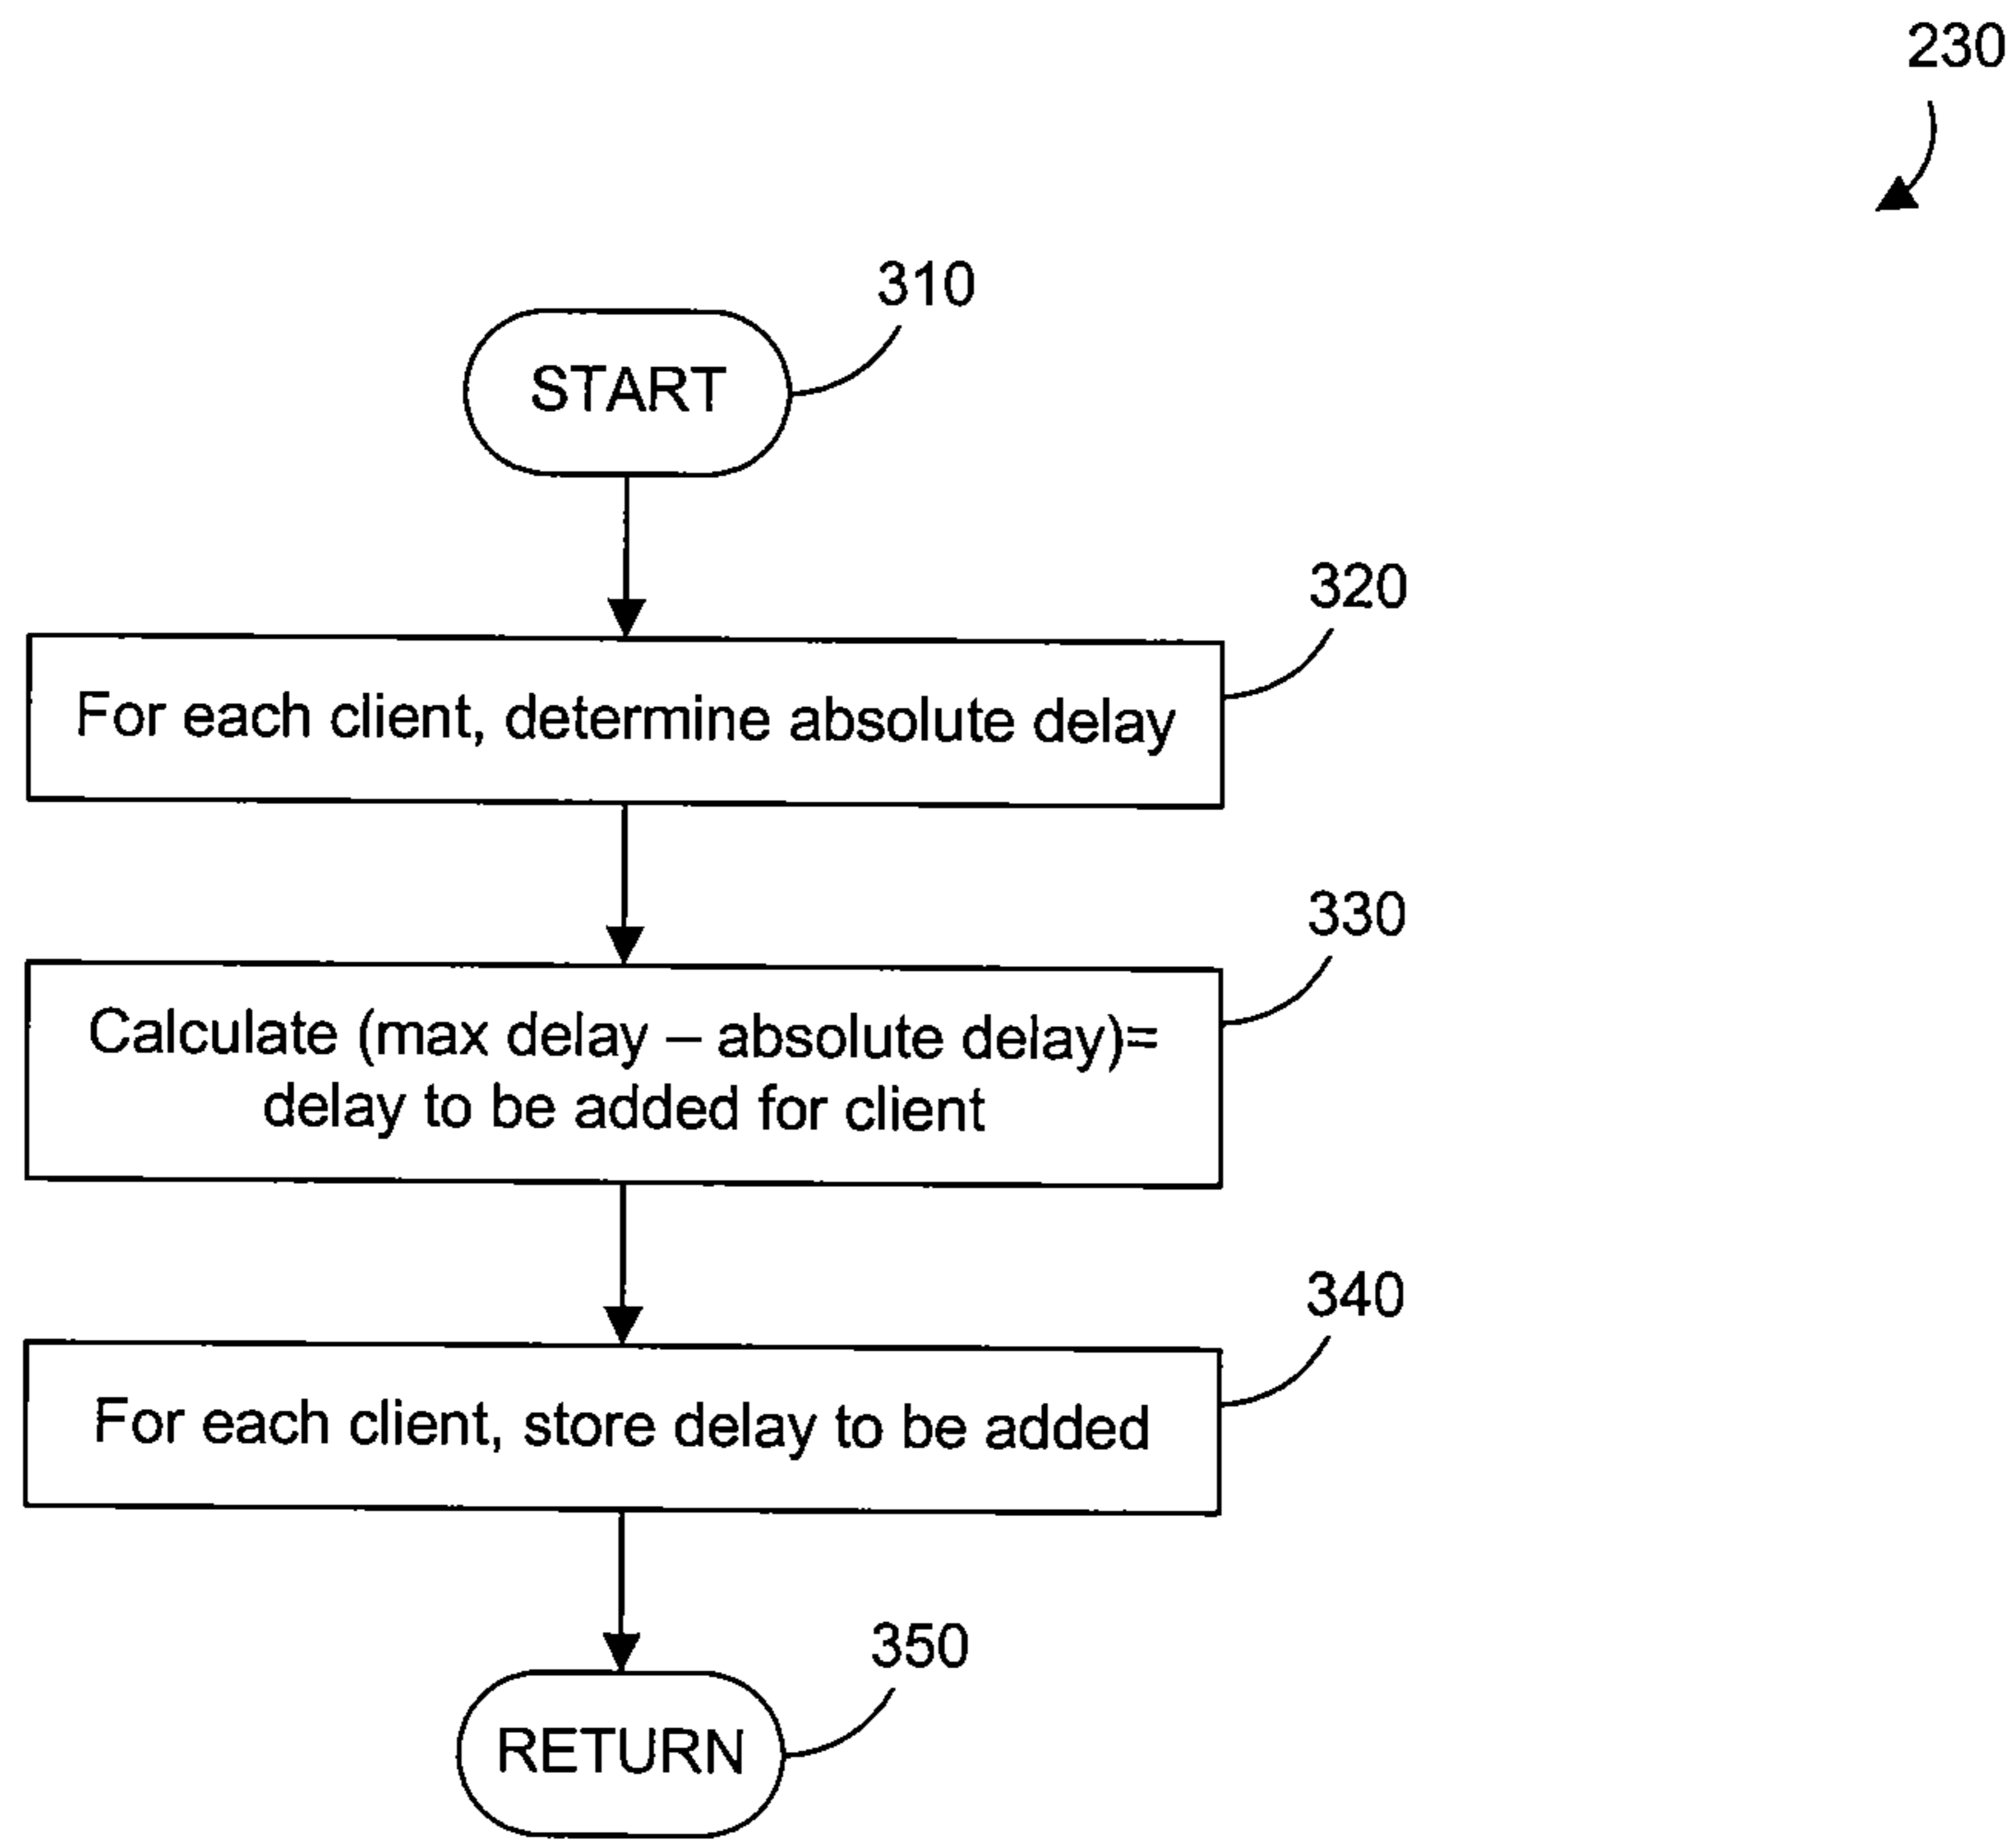 230
310
START
320
For each client, determine absolute delay
330
Calculate (max delay – absolute delay)=
delay to be added for client
340
For each client, store delay to be added
350
RETURN